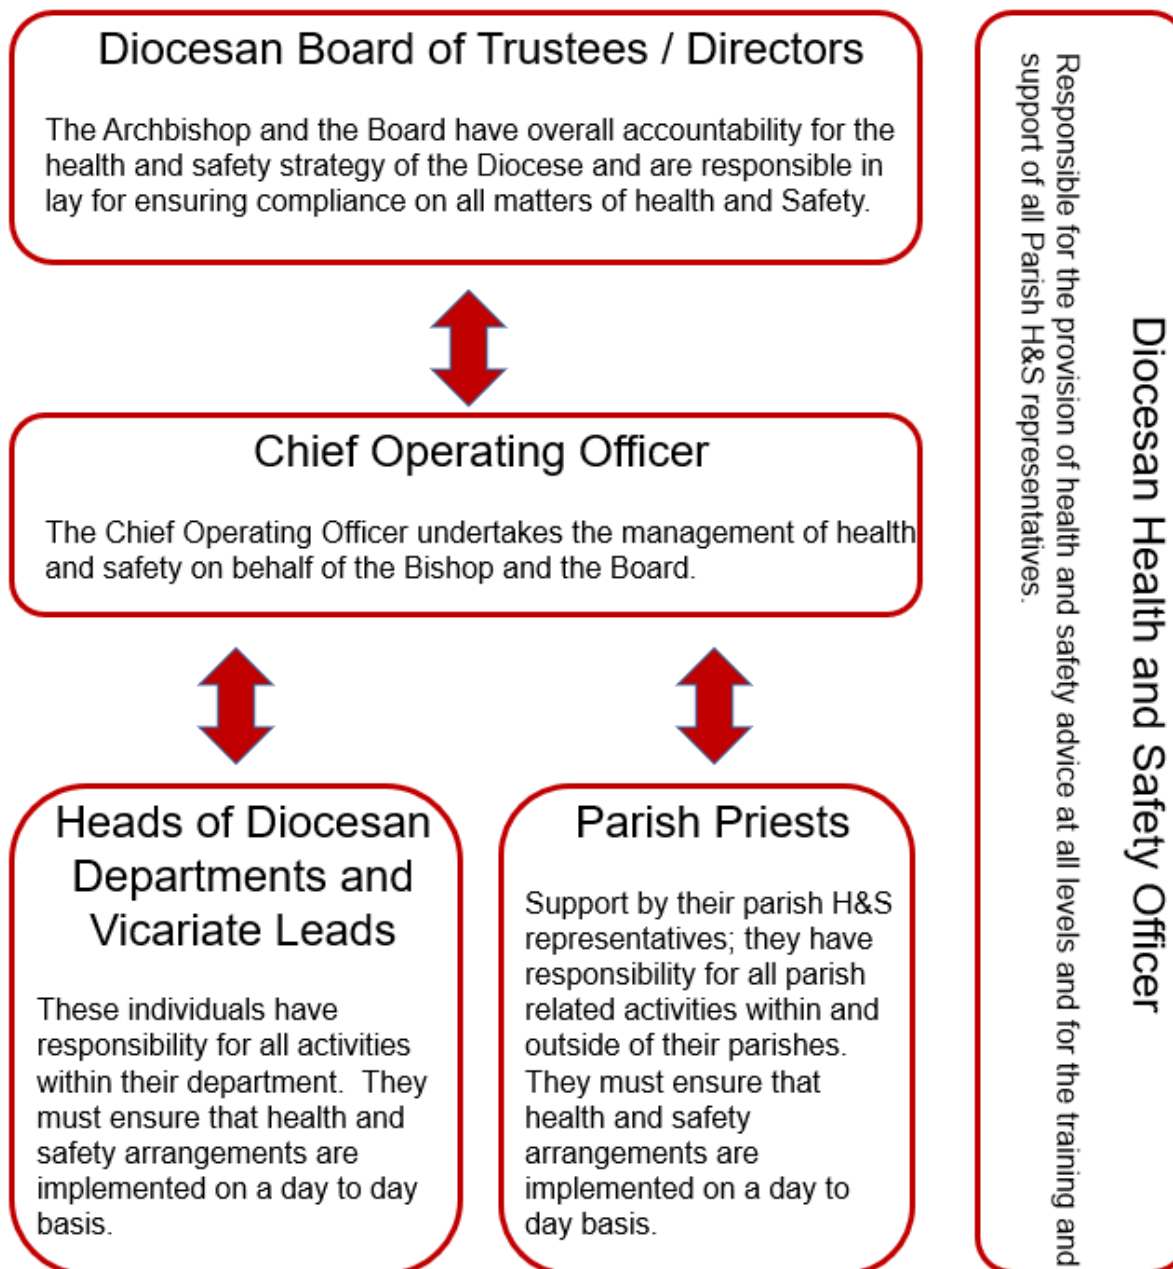 Diocesan Board of Trustees / Directors
The Archbishop and the Board have overall accountability for the
health and safety strategy of the Diocese and are responsible in
lay for ensuring compliance on all matters of health and Safety.
Chief Operating Officer
The Chief Operating Officer undertakes the management of health
and safety on behalf of the Bishop and the Board.
Heads of Diocesan
Departments and
Vicariate Leads
These individuals have
responsibility for all activities
within their department.  They
must ensure that health and
safety arrangements are
implemented on a day to day
basis.
Parish Priests
Support by their parish H&S
representatives; they have
responsibility for all parish
related activities within and
outside of their parishes.
They must ensure that
health and safety
arrangements are
implemented on a day to
day basis.
Diocesan Health and Safety Officer
Responsible for the provision of health and safety advice at all levels and for the training and
support of all Parish H&S representatives.